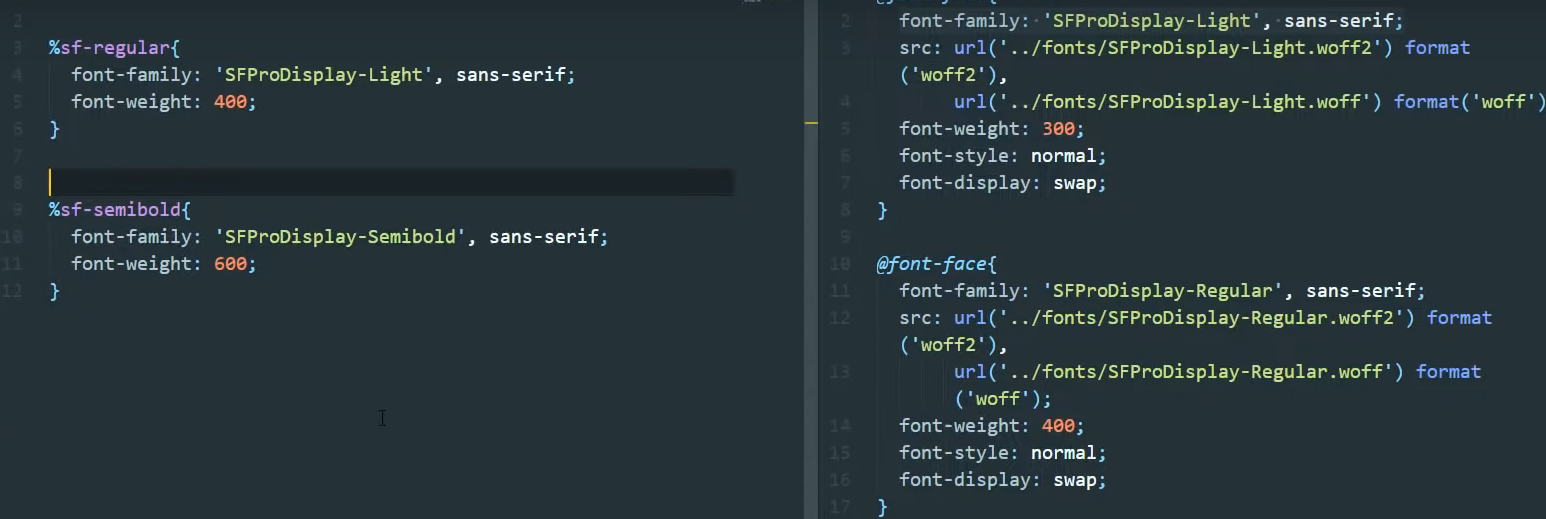 2
3 %sf-regular{
4 font-family: 'SFProDisplay-Light', sans-serif;
5 font-weight: 400;
6 }
7
8
9 %sf-semibold{
10 font-family: 'SFProDisplay-Semibold', sans-serif;
11 font-weight: 600;
12 }
2 font-family: 'SFProDisplay-Light', sans-serif;
3 src: url('../fonts/SFProDisplay-Light.woff2') format
('woff2'),
4 url('../fonts/SFProDisplay-Light.woff') format('woff')
5 font-weight: 300;
6 font-style: normal;
7 font-display: swap;
8 }
9
10 @font-face{
11 font-family: 'SFProDisplay-Regular', sans-serif;
12 src: url('../fonts/SFProDisplay-Regular.woff2') format
('woff2'),
13 url('../fonts/SFProDisplay-Regular.woff') format
('woff');
14 font-weight: 400;
15 font-style: normal;
16 font-display: swap;
17 }